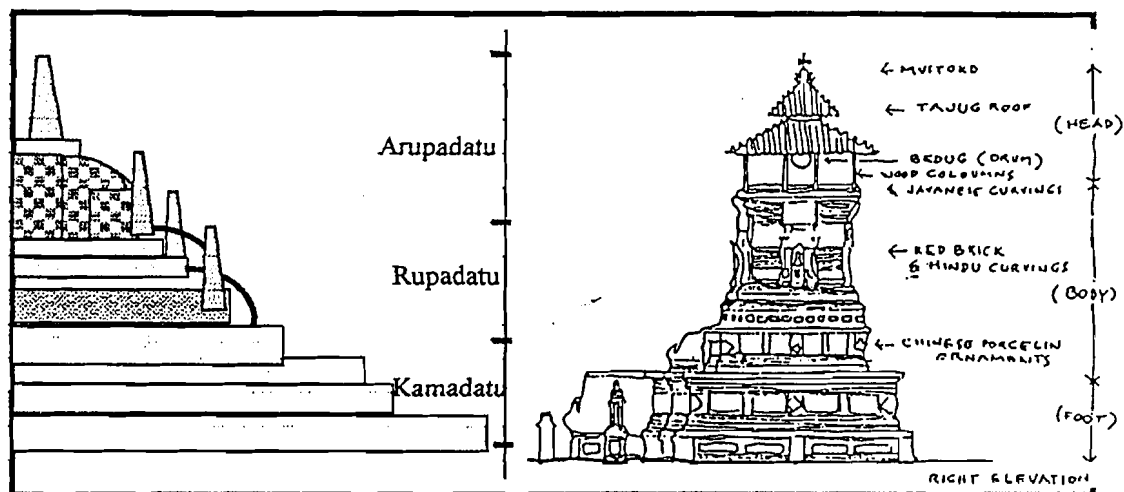 Arupadatu
Rupadatu
Kamadatu
← MUSTOKO
← TAJUG ROOF
(HEAD)
← BEDUG (DRUM)
← WOOD COLOUMNS
& JAVANESE CURVINGS
← RED BRICK
& HINDU CURVINGS
(BODY)
← CHINESE PORCELIN
ORNAMANTS
(FOOT)
RIGHT ELEVATION